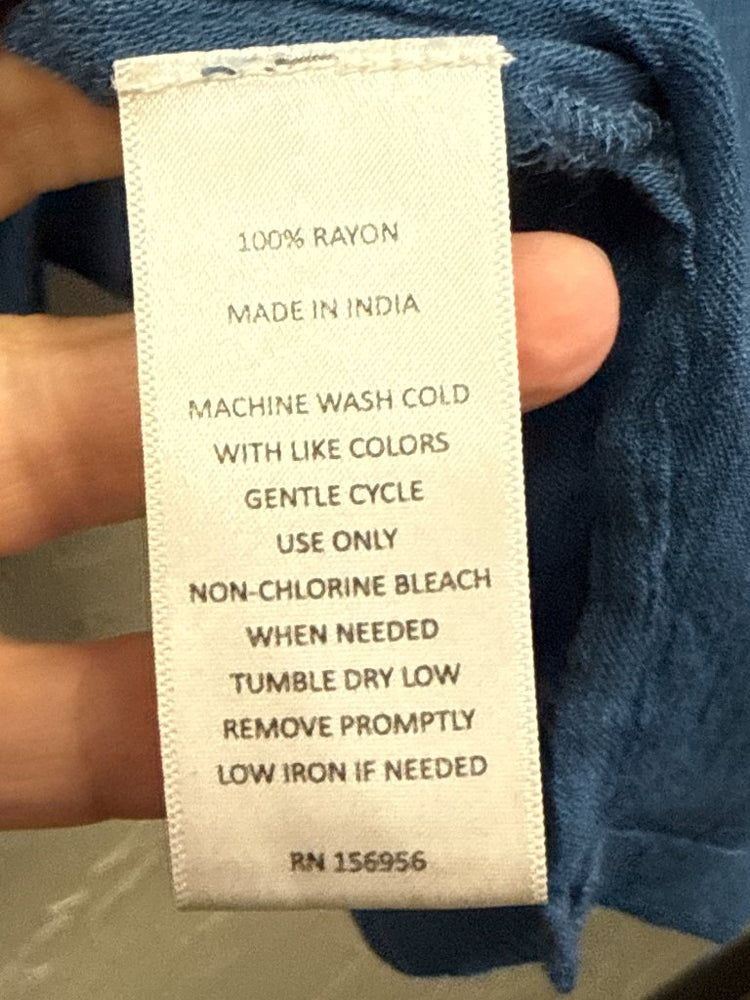 100% RAYON
MADE IN INDIA
MACHINE WASH COLD
WITH LIKE COLORS
GENTLE CYCLE
USE ONLY
NON-CHLORINE BLEACH
WHEN NEEDED
TUMBLE DRY LOW
REMOVE PROMPTLY
LOW IRON IF NEEDED
RN 156956